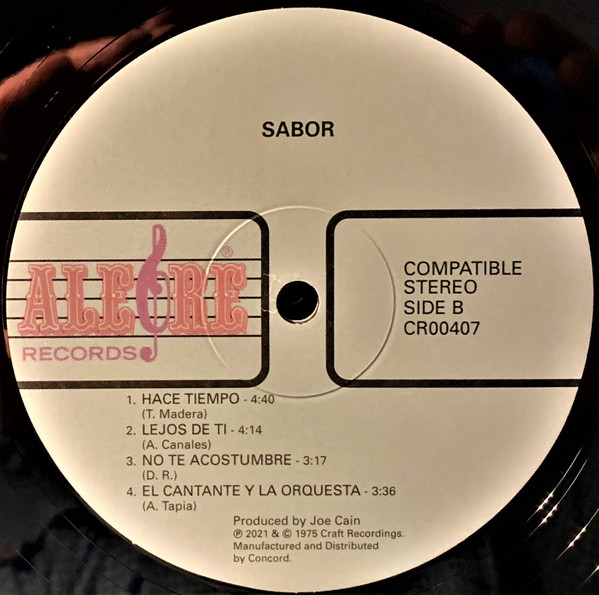 SABOR
ALEGRE ®
RECORDS
COMPATIBLE
STEREO
SIDE B
CR00407
1. HACE TIEMPO - 4:40
(T. Madera)
2. LEJOS DE TI - 4:14
(A. Canales)
3. NO TE ACOSTUMBRE - 3:17
(D. R.)
4. EL CANTANTE Y LA ORQUESTA - 3:36
(A. Tapia)
Produced by Joe Cain
℗ 2021 & © 1975 Craft Recordings.
Manufactured and Distributed
by Concord.